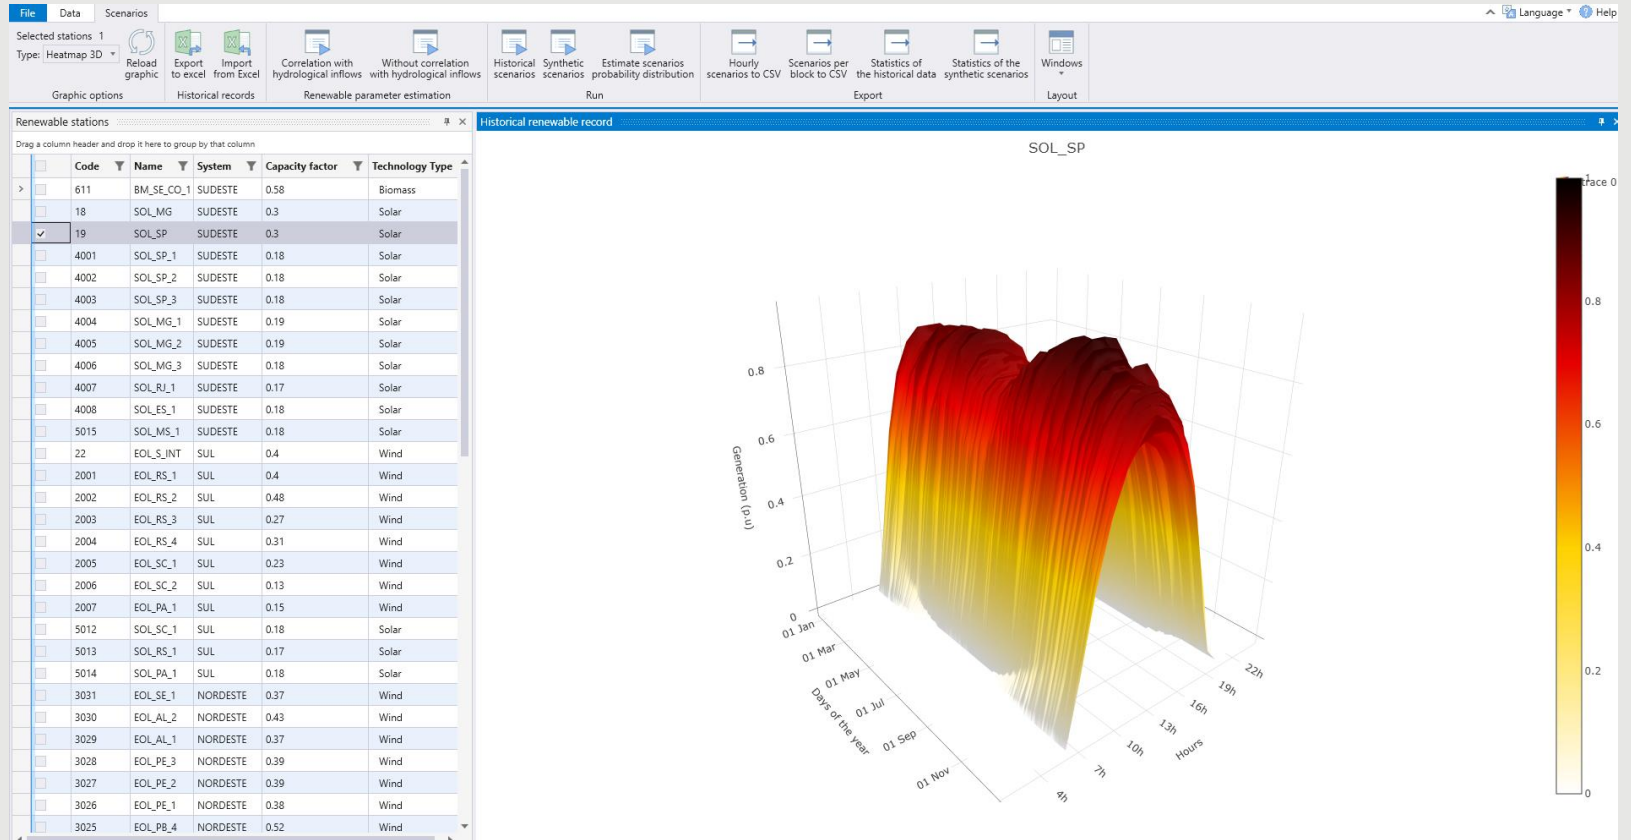 File Data Scenarios Language Help
Selected stations 1
Type: Heatmap 3D
Reload graphic
Graphic options
Export to excel
Import from Excel
Historical records
Correlation with hydrological inflows
Without correlation with hydrological inflows
Renewable parameter estimation
Historical scenarios
Synthetic scenarios
Estimate scenarios probability distribution
Run
Hourly scenarios to CSV
Scenarios per block to CSV
Statistics of the historical data
Statistics of the synthetic scenarios
Export
Windows
Layout
Renewable stations
Drag a column header and drop it here to group by that column
Code Name System Capacity factor Technology Type
611 BM_SE_CO_1 SUDESTE 0.58 Biomass
18 SOL_MG SUDESTE 0.3 Solar
19 SOL_SP SUDESTE 0.3 Solar
4001 SOL_SP_1 SUDESTE 0.18 Solar
4002 SOL_SP_2 SUDESTE 0.18 Solar
4003 SOL_SP_3 SUDESTE 0.18 Solar
4004 SOL_MG_1 SUDESTE 0.19 Solar
4005 SOL_MG_2 SUDESTE 0.19 Solar
4006 SOL_MG_3 SUDESTE 0.18 Solar
4007 SOL_RJ_1 SUDESTE 0.17 Solar
4008 SOL_ES_1 SUDESTE 0.18 Solar
5015 SOL_MS_1 SUDESTE 0.18 Solar
22 EOL_S_INT SUL 0.4 Wind
2001 EOL_RS_1 SUL 0.4 Wind
2002 EOL_RS_2 SUL 0.48 Wind
2003 EOL_RS_3 SUL 0.27 Wind
2004 EOL_RS_4 SUL 0.31 Wind
2005 EOL_SC_1 SUL 0.23 Wind
2006 EOL_SC_2 SUL 0.13 Wind
2007 EOL_PA_1 SUL 0.15 Wind
5012 SOL_SC_1 SUL 0.18 Solar
5013 SOL_RS_1 SUL 0.17 Solar
5014 SOL_PA_1 SUL 0.18 Solar
3031 EOL_SE_1 NORDESTE 0.37 Wind
3030 EOL_AL_2 NORDESTE 0.43 Wind
3029 EOL_AL_1 NORDESTE 0.37 Wind
3028 EOL_PE_3 NORDESTE 0.39 Wind
3027 EOL_PE_2 NORDESTE 0.39 Wind
3026 EOL_PE_1 NORDESTE 0.38 Wind
3025 EOL_PB_4 NORDESTE 0.52 Wind
Historical renewable record
SOL_SP
Generation (p.u)
0.8
0.6
0.4
0.2
0
01 Jan
01 Mar
01 May
01 Jul
01 Sep
01 Nov
Days of the year
4h
7h
10h
13h
16h
19h
22h
Hours
1
trace 0
0.8
0.6
0.4
0.2
0